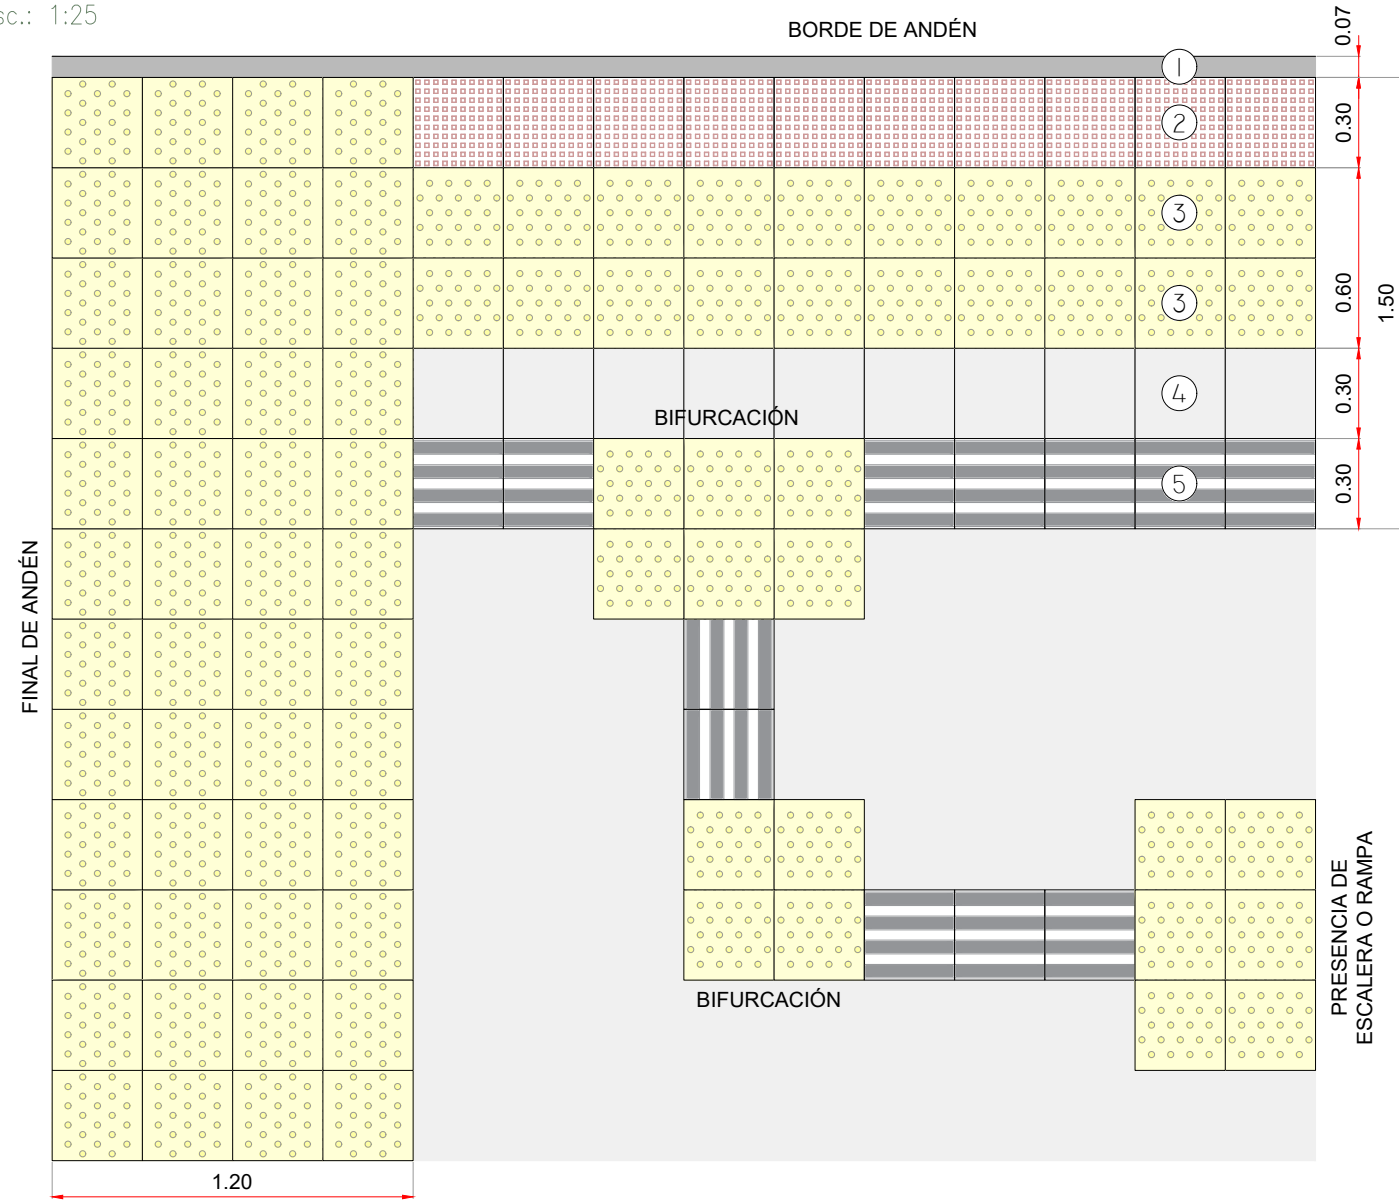 sc.: 1:25
BORDE DE ANDÉN
0.07
1
2
0.30
3
3
0.60
1.50
4
0.30
BIFURCACIÓN
5
0.30
FINAL DE ANDÉN
PRESENCIA DE
ESCALERA O RAMPA
BIFURCACIÓN
1.20